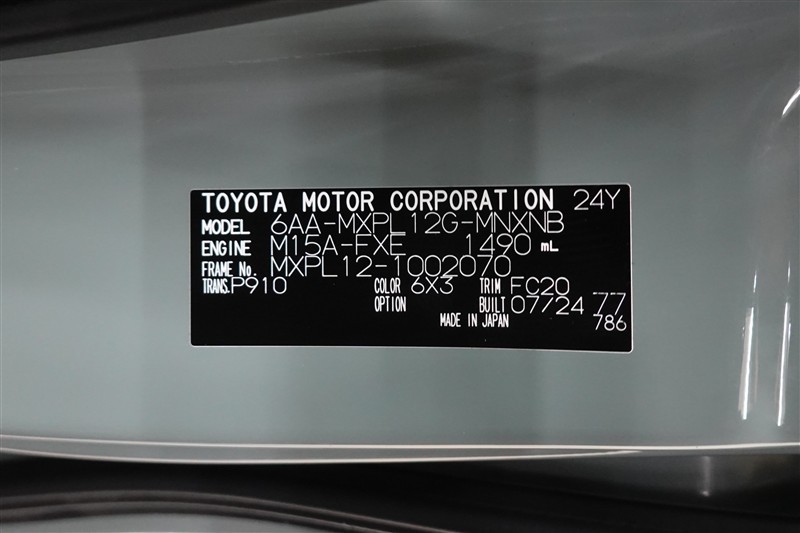 TOYOTA MOTOR CORPORATION 24Y
MODEL 6AA-MXPL12G-MNXNB
ENGINE M15A-FXE 1490 mL
FRAME No. MXPL12-1002070
TRANS. P910 COLOR 6X3 TRIM FC20
OPTION BUILT 07/24 77
MADE IN JAPAN 786